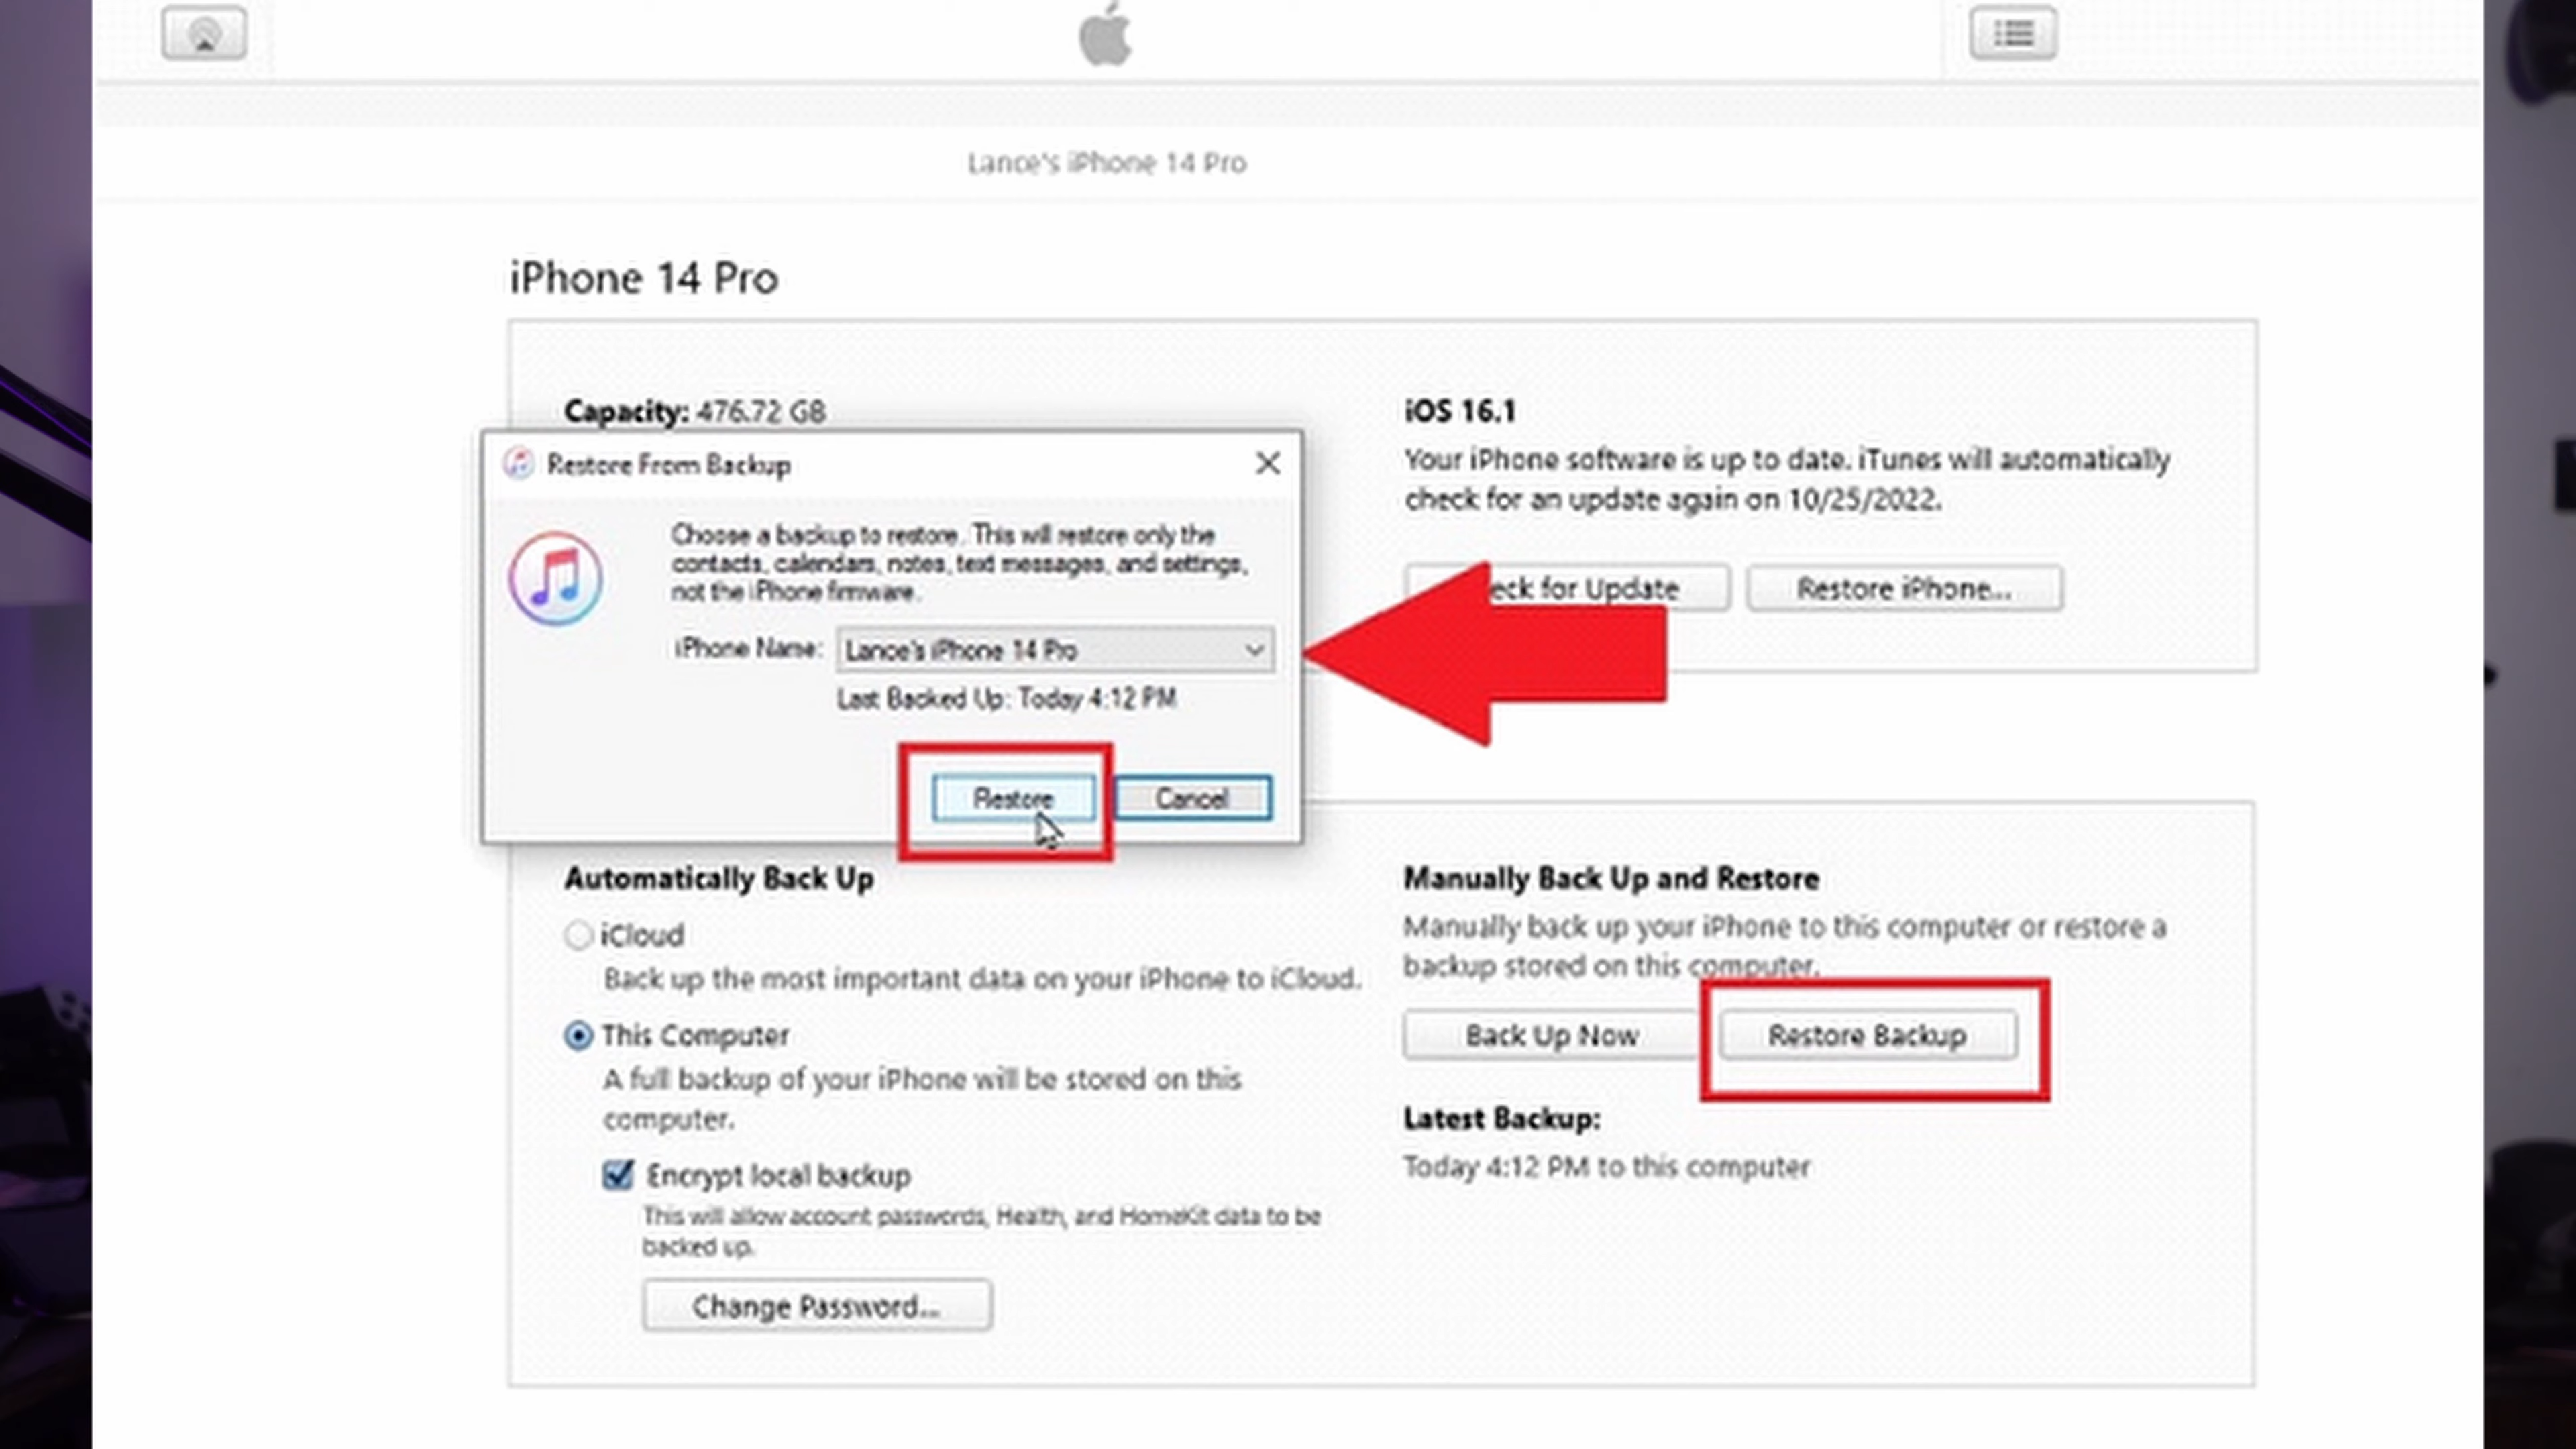 Lance's iPhone 14 Pro
iPhone 14 Pro
Capacity: 476.72 GB
Restore From Backup
Choose a backup to restore. This will restore only the
contacts, calendars, notes, text messages, and settings,
not the iPhone firmware.
iPhone Name: Lance's iPhone 14 Pro
Last Backed Up: Today 4:12 PM
Restore Cancel
iOS 16.1
Your iPhone software is up to date. iTunes will automatically
check for an update again on 10/25/2022.
eck for Update Restore iPhone...
Automatically Back Up
iCloud
Back up the most important data on your iPhone to iCloud.
This Computer
A full backup of your iPhone will be stored on this
computer.
Encrypt local backup
This will allow account passwords, Health, and HomeKit data to be
backed up.
Change Password...
Manually Back Up and Restore
Manually back up your iPhone to this computer or restore a
backup stored on this computer.
Back Up Now Restore Backup
Latest Backup:
Today 4:12 PM to this computer